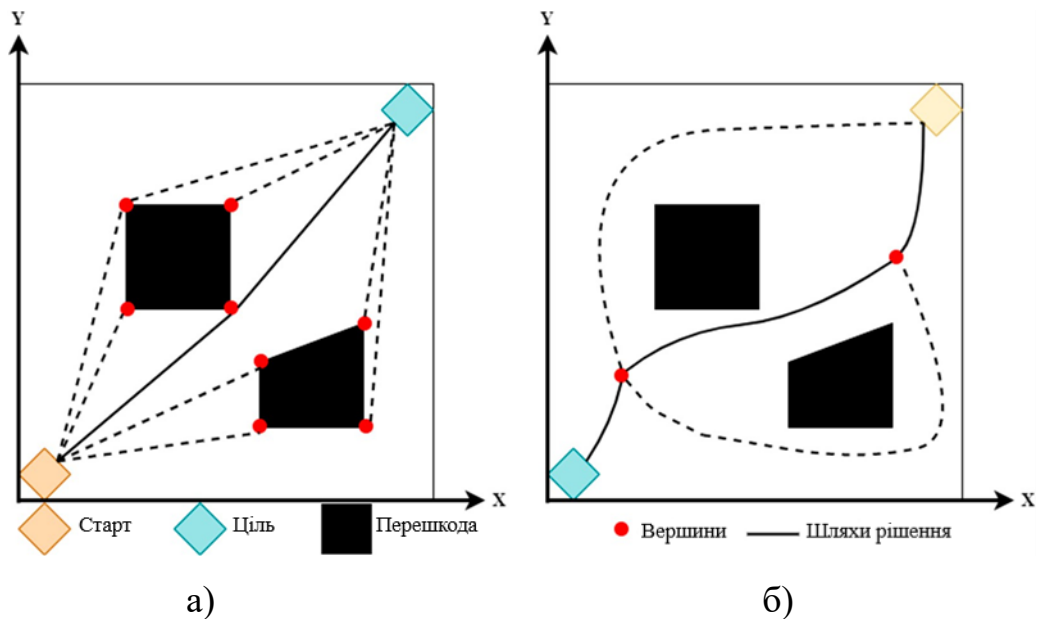 Y
Y
X
X
Старт
Ціль
Перешкода
Вершини
Шляхи рішення
а)
б)